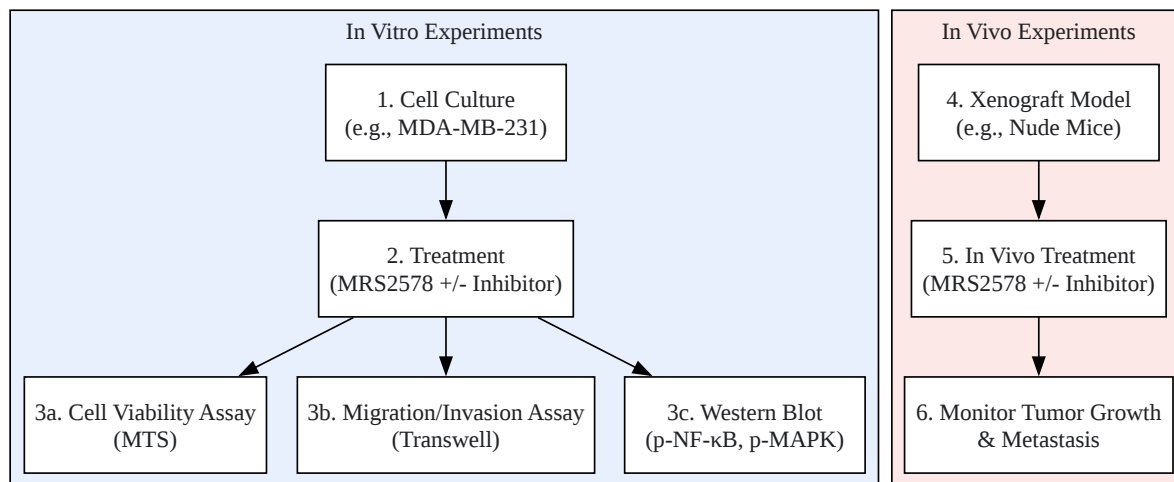 In Vitro Experiments
1. Cell Culture
(e.g., MDA-MB-231)
2. Treatment
(MRS2578 +/- Inhibitor)
3a. Cell Viability Assay
(MTS)
3b. Migration/Invasion Assay
(Transwell)
3c. Western Blot
(p-NF-κB, p-MAPK)
In Vivo Experiments
4. Xenograft Model
(e.g., Nude Mice)
5. In Vivo Treatment
(MRS2578 +/- Inhibitor)
6. Monitor Tumor Growth
& Metastasis